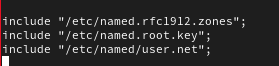 include "/etc/named.rfc1912.zones";
include "/etc/named.root.key";
include "/etc/named/user.net";